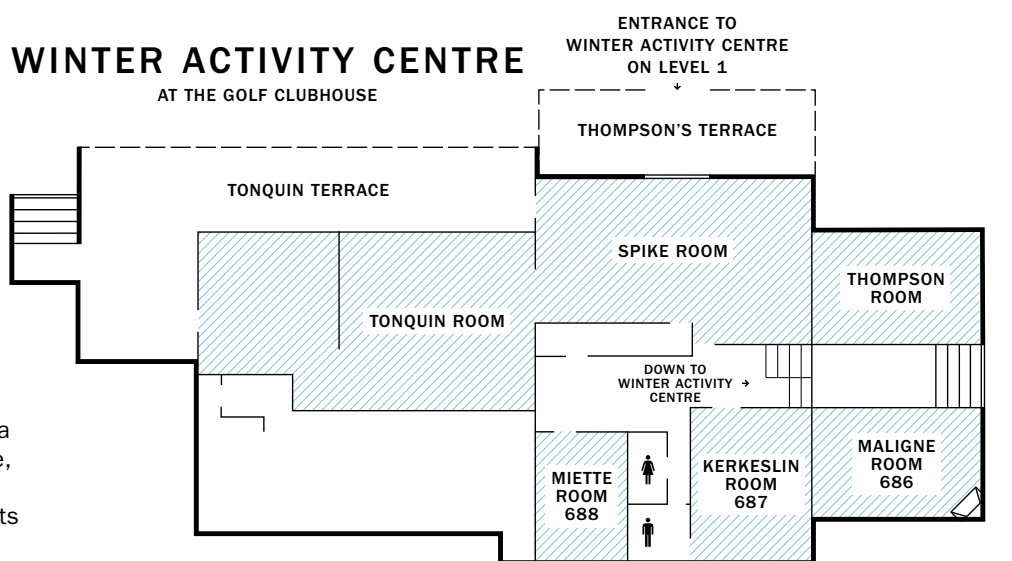 WINTER ACTIVITY CENTRE
AT THE GOLF CLUBHOUSE
ENTRANCE TO
WINTER ACTIVITY CENTRE
ON LEVEL 1
THOMPSON'S TERRACE
TONQUIN TERRACE
SPIKE ROOM
THOMPSON
ROOM
TONQUIN ROOM
DOWN TO
WINTER ACTIVITY
CENTRE
MALIGNE
ROOM
686
KERKESLIN
ROOM
687
MIETTE
ROOM
688
a
e,
ts